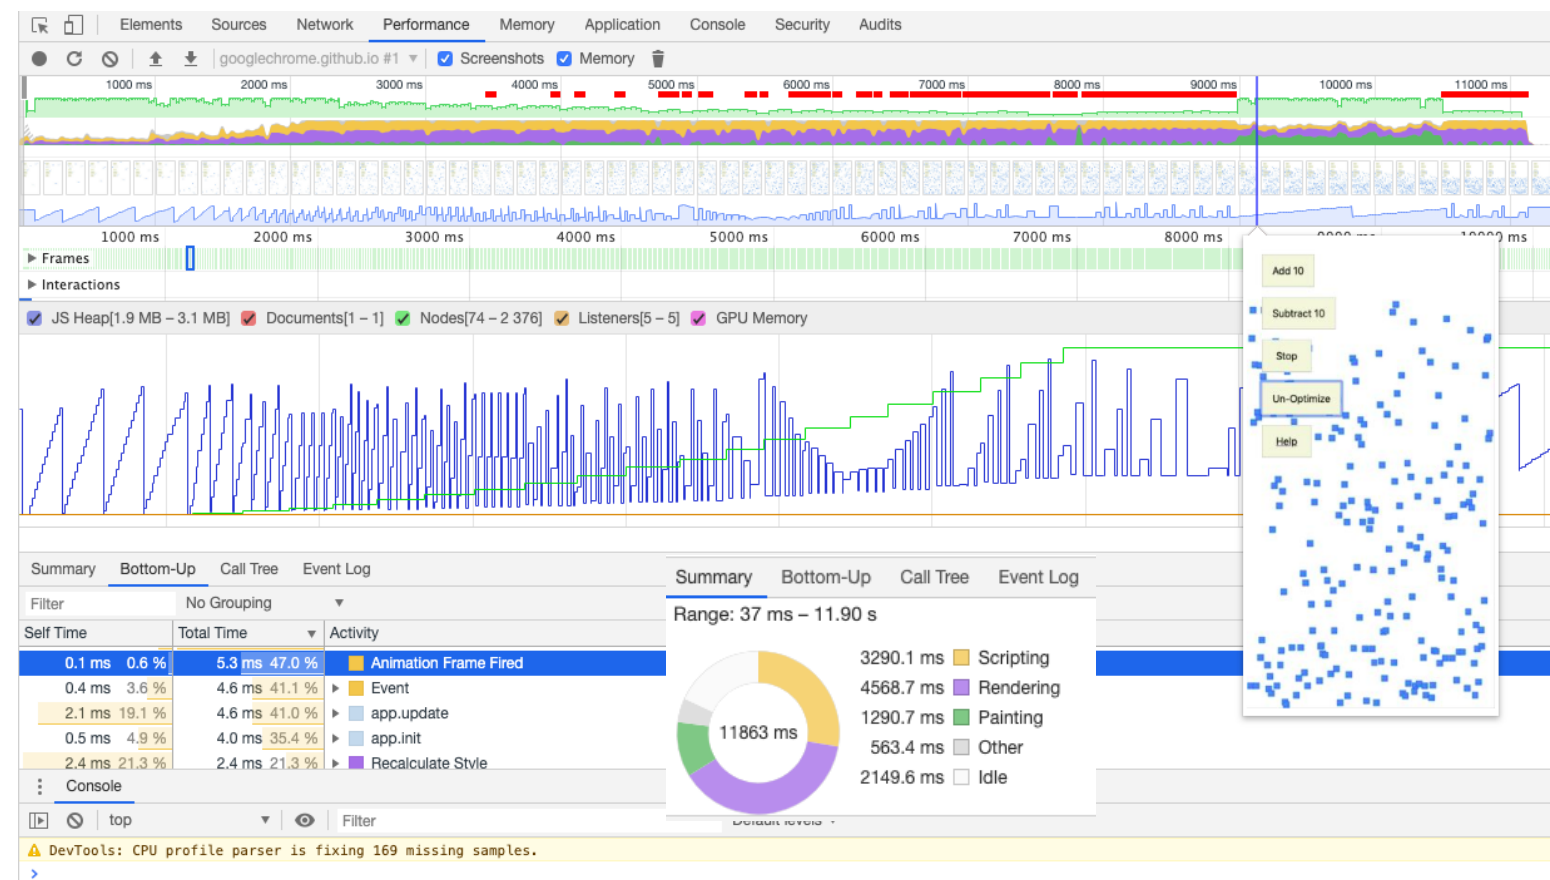 Elements Sources Network Performance Memory Application Console Security Audits
googlechrome.github.io #1 Screenshots Memory
1000 ms 2000 ms 3000 ms 4000 ms 5000 ms 6000 ms 7000 ms 8000 ms 9000 ms 10000 ms 11000 ms
1000 ms 2000 ms 3000 ms 4000 ms 5000 ms 6000 ms 7000 ms 8000 ms 9000 ms 10000 ms
Frames
Interactions
JS Heap[1.9 MB – 3.1 MB] Documents[1 – 1] Nodes[74 – 2 376] Listeners[5 – 5] GPU Memory
Add 10
Subtract 10
Stop
Un-Optimize
Help
Summary Bottom-Up Call Tree Event Log
Filter No Grouping
Self Time Total Time Activity
0.1 ms 0.6 % 5.3 ms 47.0 % Animation Frame Fired
0.4 ms 3.6 % 4.6 ms 41.1 % Event
2.1 ms 19.1 % 4.6 ms 41.0 % app.update
0.5 ms 4.9 % 4.0 ms 35.4 % app.init
2.4 ms 21.3 % 2.4 ms 21.3 % Recalculate Style
Summary Bottom-Up Call Tree Event Log
Range: 37 ms – 11.90 s
11863 ms
3290.1 ms Scripting
4568.7 ms Rendering
1290.7 ms Painting
563.4 ms Other
2149.6 ms Idle
Console
top Filter Default levels
DevTools: CPU profile parser is fixing 169 missing samples.